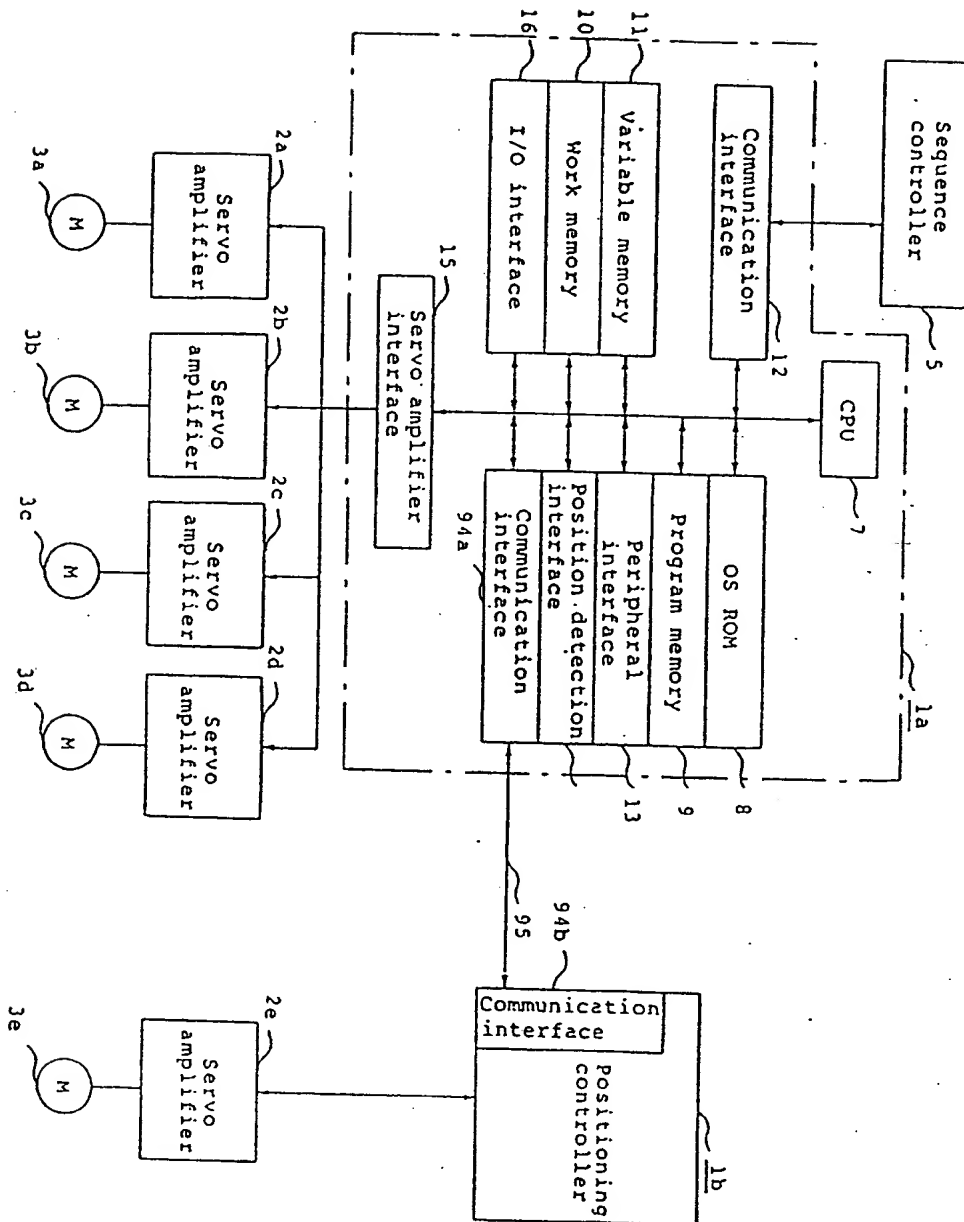 Sequence
controller
5
1a
CPU
7
Communication
interface
12
11
10
16
Variable memory
Work memory
I/O interface
OS ROM
Program memory
Peripheral
interface
Position detection
interface
Communication
interface
8
9
13
94a
15
Servo amplifier
interface
95
94b
Communication
interface
Positioning
controller
1b
2a
Servo
amplifier
2b
Servo
amplifier
2c
Servo
amplifier
2d
Servo
amplifier
2e
Servo
amplifier
3a
M
3b
M
3c
M
3d
M
3e
M